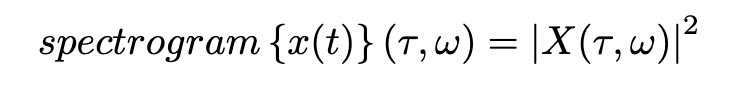 spectrogram {x(t)} (τ, ω) = |X(τ, ω)|²